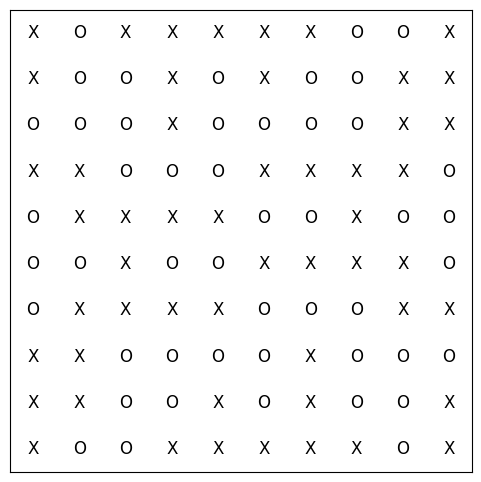 X O X X X X X O O X
X O O X O X O O X X
O O O X O O O O X X
X X O O O X X X X O
O X X X X O O X O O
O O X O O X X X X O
O X X X X O O O X X
X X O O O O X O O O
X X O O X O X O O X
X O O X X X X X O X